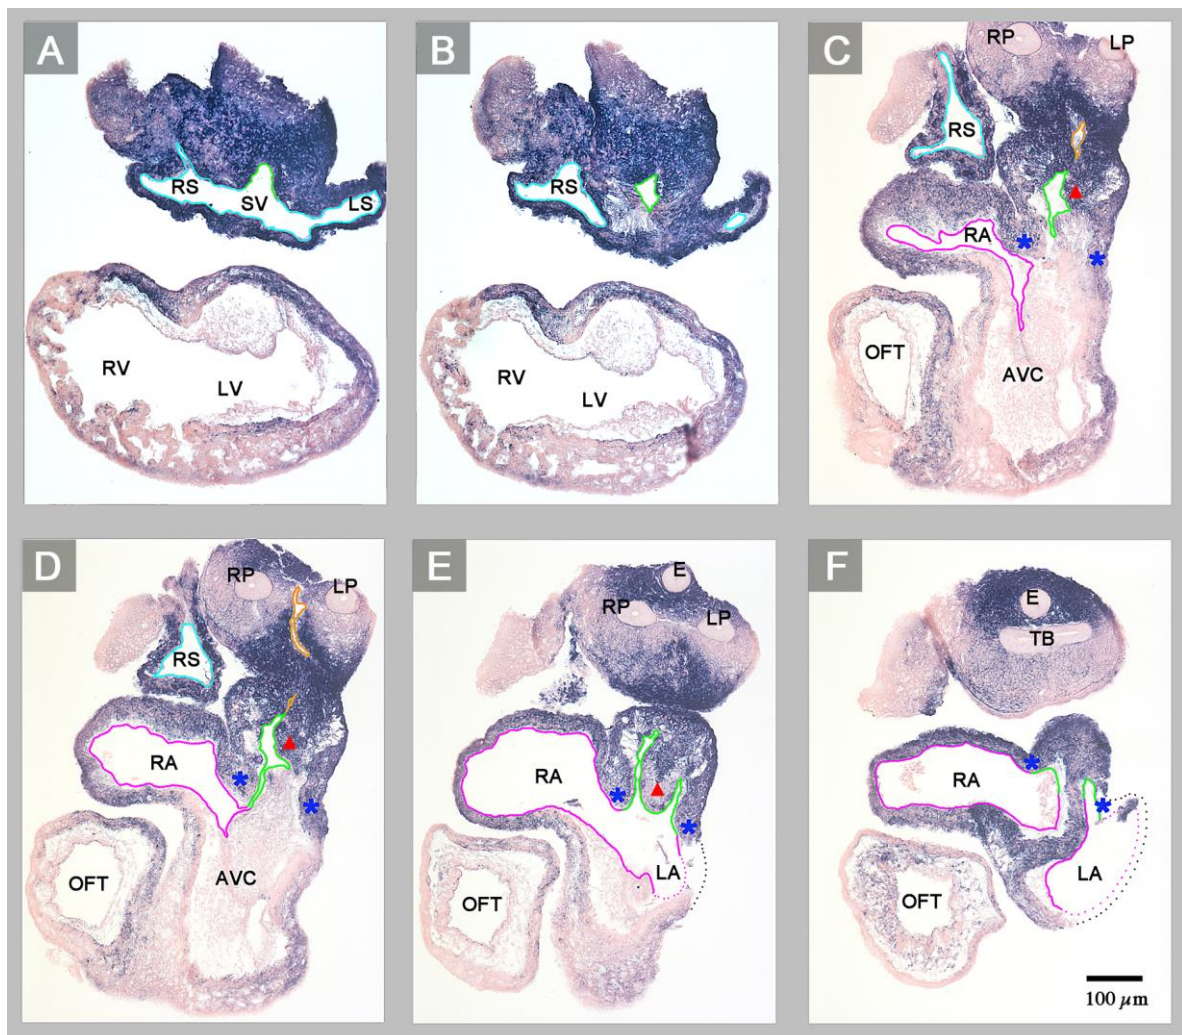 A
RS
SV
LS
RV
LV
B
RS
RV
LV
C
RP
LP
RS
RA
*
*
OFT
AVC
D
RP
LP
RS
RA
*
*
OFT
AVC
E
E
RP
LP
RA
*
*
LA
OFT
F
E
TB
*
RA
*
LA
OFT
100 µm